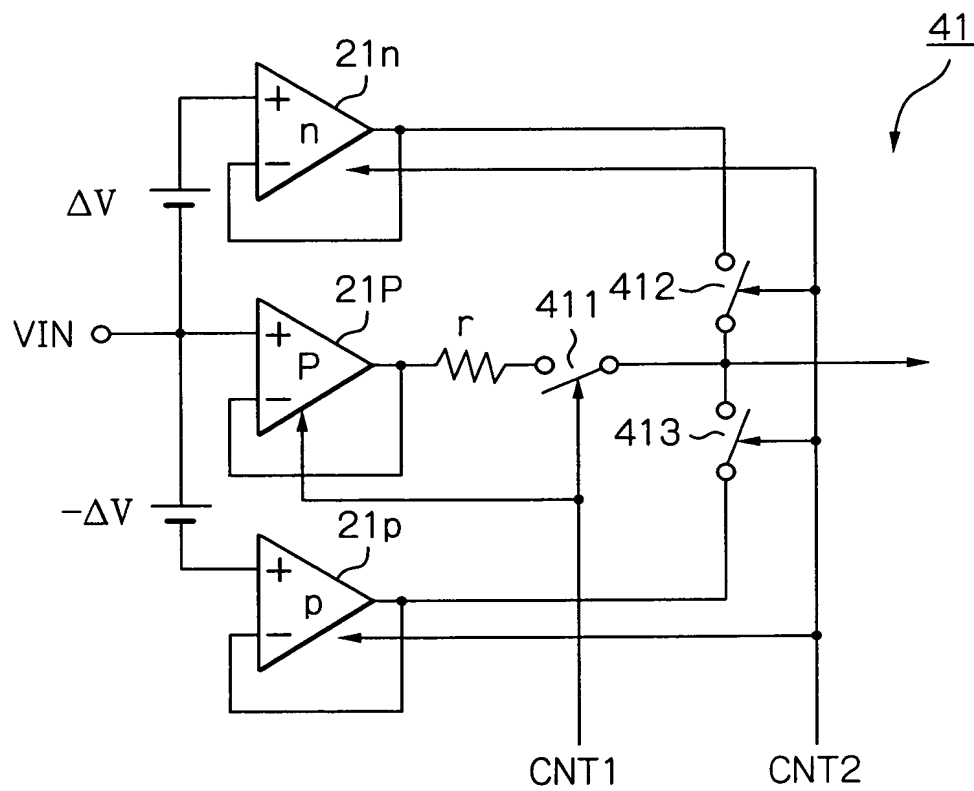 41
21n
+
n
−
ΔV
21P
VIN
+
P
−
r
411
412
413
−ΔV
21p
+
p
−
CNT1
CNT2